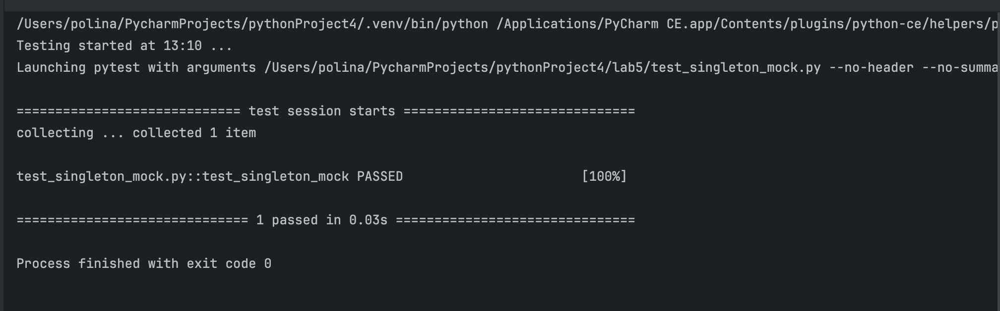 /Users/polina/PycharmProjects/pythonProject4/.venv/bin/python /Applications/PyCharm CE.app/Contents/plugins/python-ce/helpers/p
Testing started at 13:10 ...
Launching pytest with arguments /Users/polina/PycharmProjects/pythonProject4/lab5/test_singleton_mock.py --no-header --no-summa
============================= test session starts ==============================
collecting ... collected 1 item
test_singleton_mock.py::test_singleton_mock PASSED                       [100%]
============================== 1 passed in 0.03s ===============================
Process finished with exit code 0